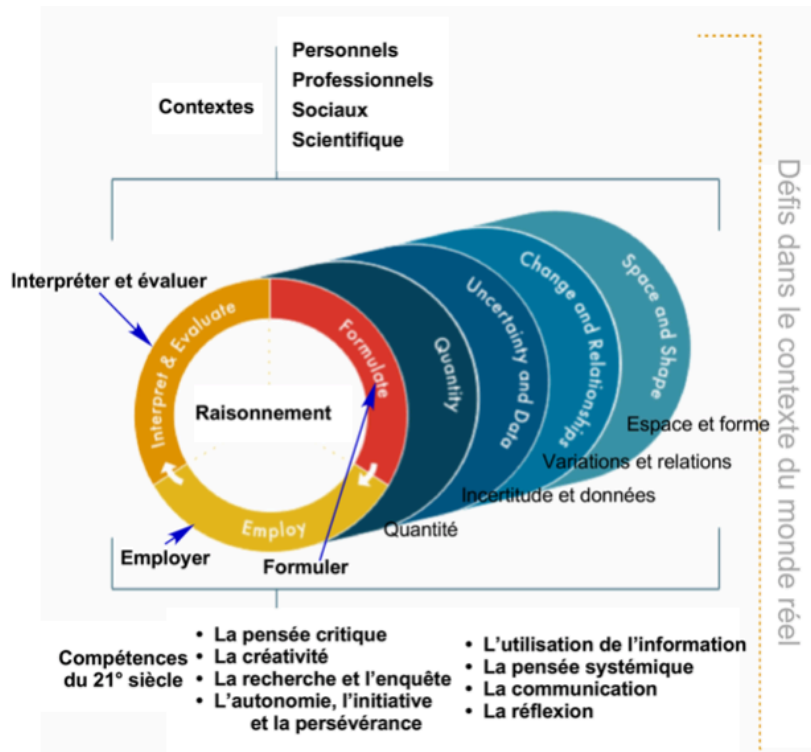 Personnels
Professionnels
Contextes
Sociaux
Scientifique
Défis dans le contexte du monde réel
Interpréter et évaluer
Interpret & Evaluate
Formulate
Quantity
Uncertainty and Data
Change and Relationships
Space and Shape
Raisonnement
Espace et forme
Variations et relations
Incertitude et données
Quantité
Employ
Employer
Formuler
Compétences
du 21° siècle
• La pensée critique
• La créativité
• La recherche et l'enquête
• L'autonomie, l'initiative
et la persévérance
• L'utilisation de l'information
• La pensée systémique
• La communication
• La réflexion